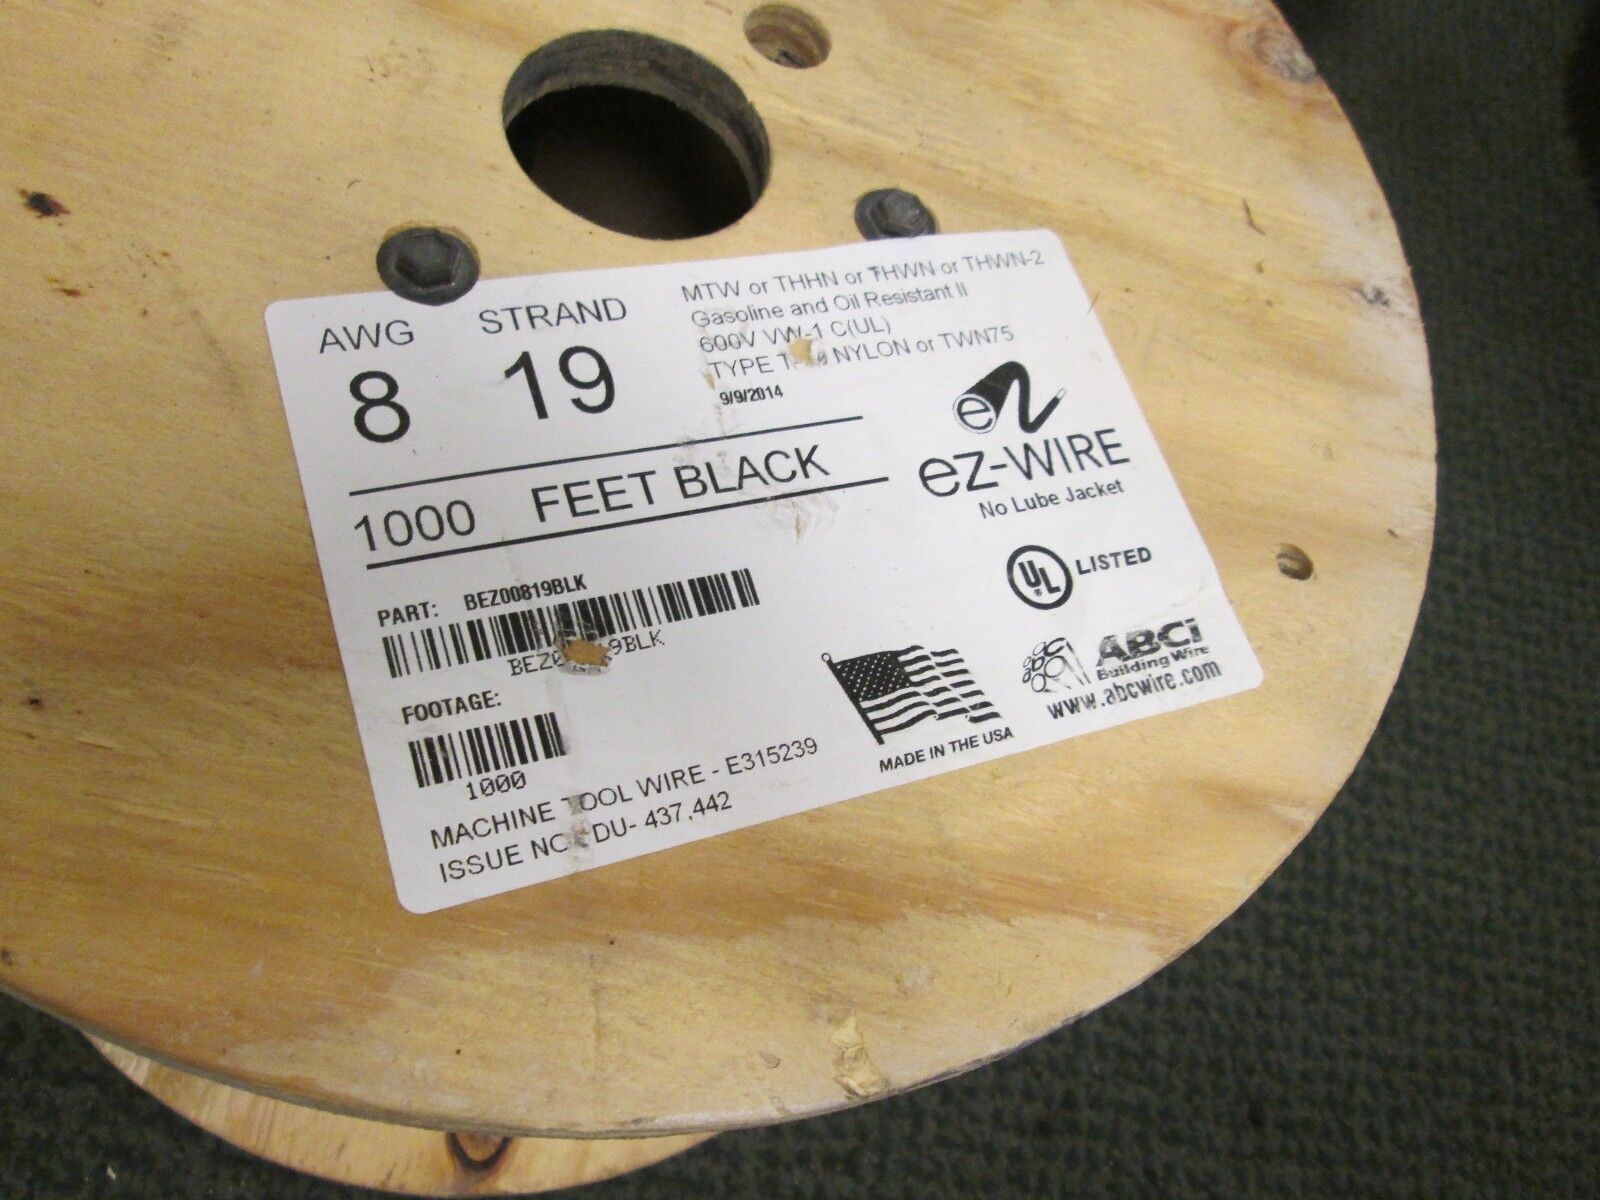 AWG STRAND
8 19
MTW or THHN or THWN or THWN-2
Gasoline and Oil Resistant II
600V VW-1 C(UL)
TYPE NYLON or TWN75
9/9/2014
1000 FEET BLACK
e
ez-WIRE
No Lube Jacket
PART: BEZ00819BLK
FOOTAGE:
1000
UL LISTED
ABCi
Building Wire
www.abcwire.com
MADE IN THE USA
MACHINE TOOL WIRE - E315239
ISSUE NO: DU- 437,442